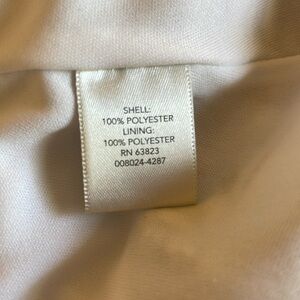 SHELL:
100% POLYESTER
LINING:
100% POLYESTER
RN 63823
008024-4287